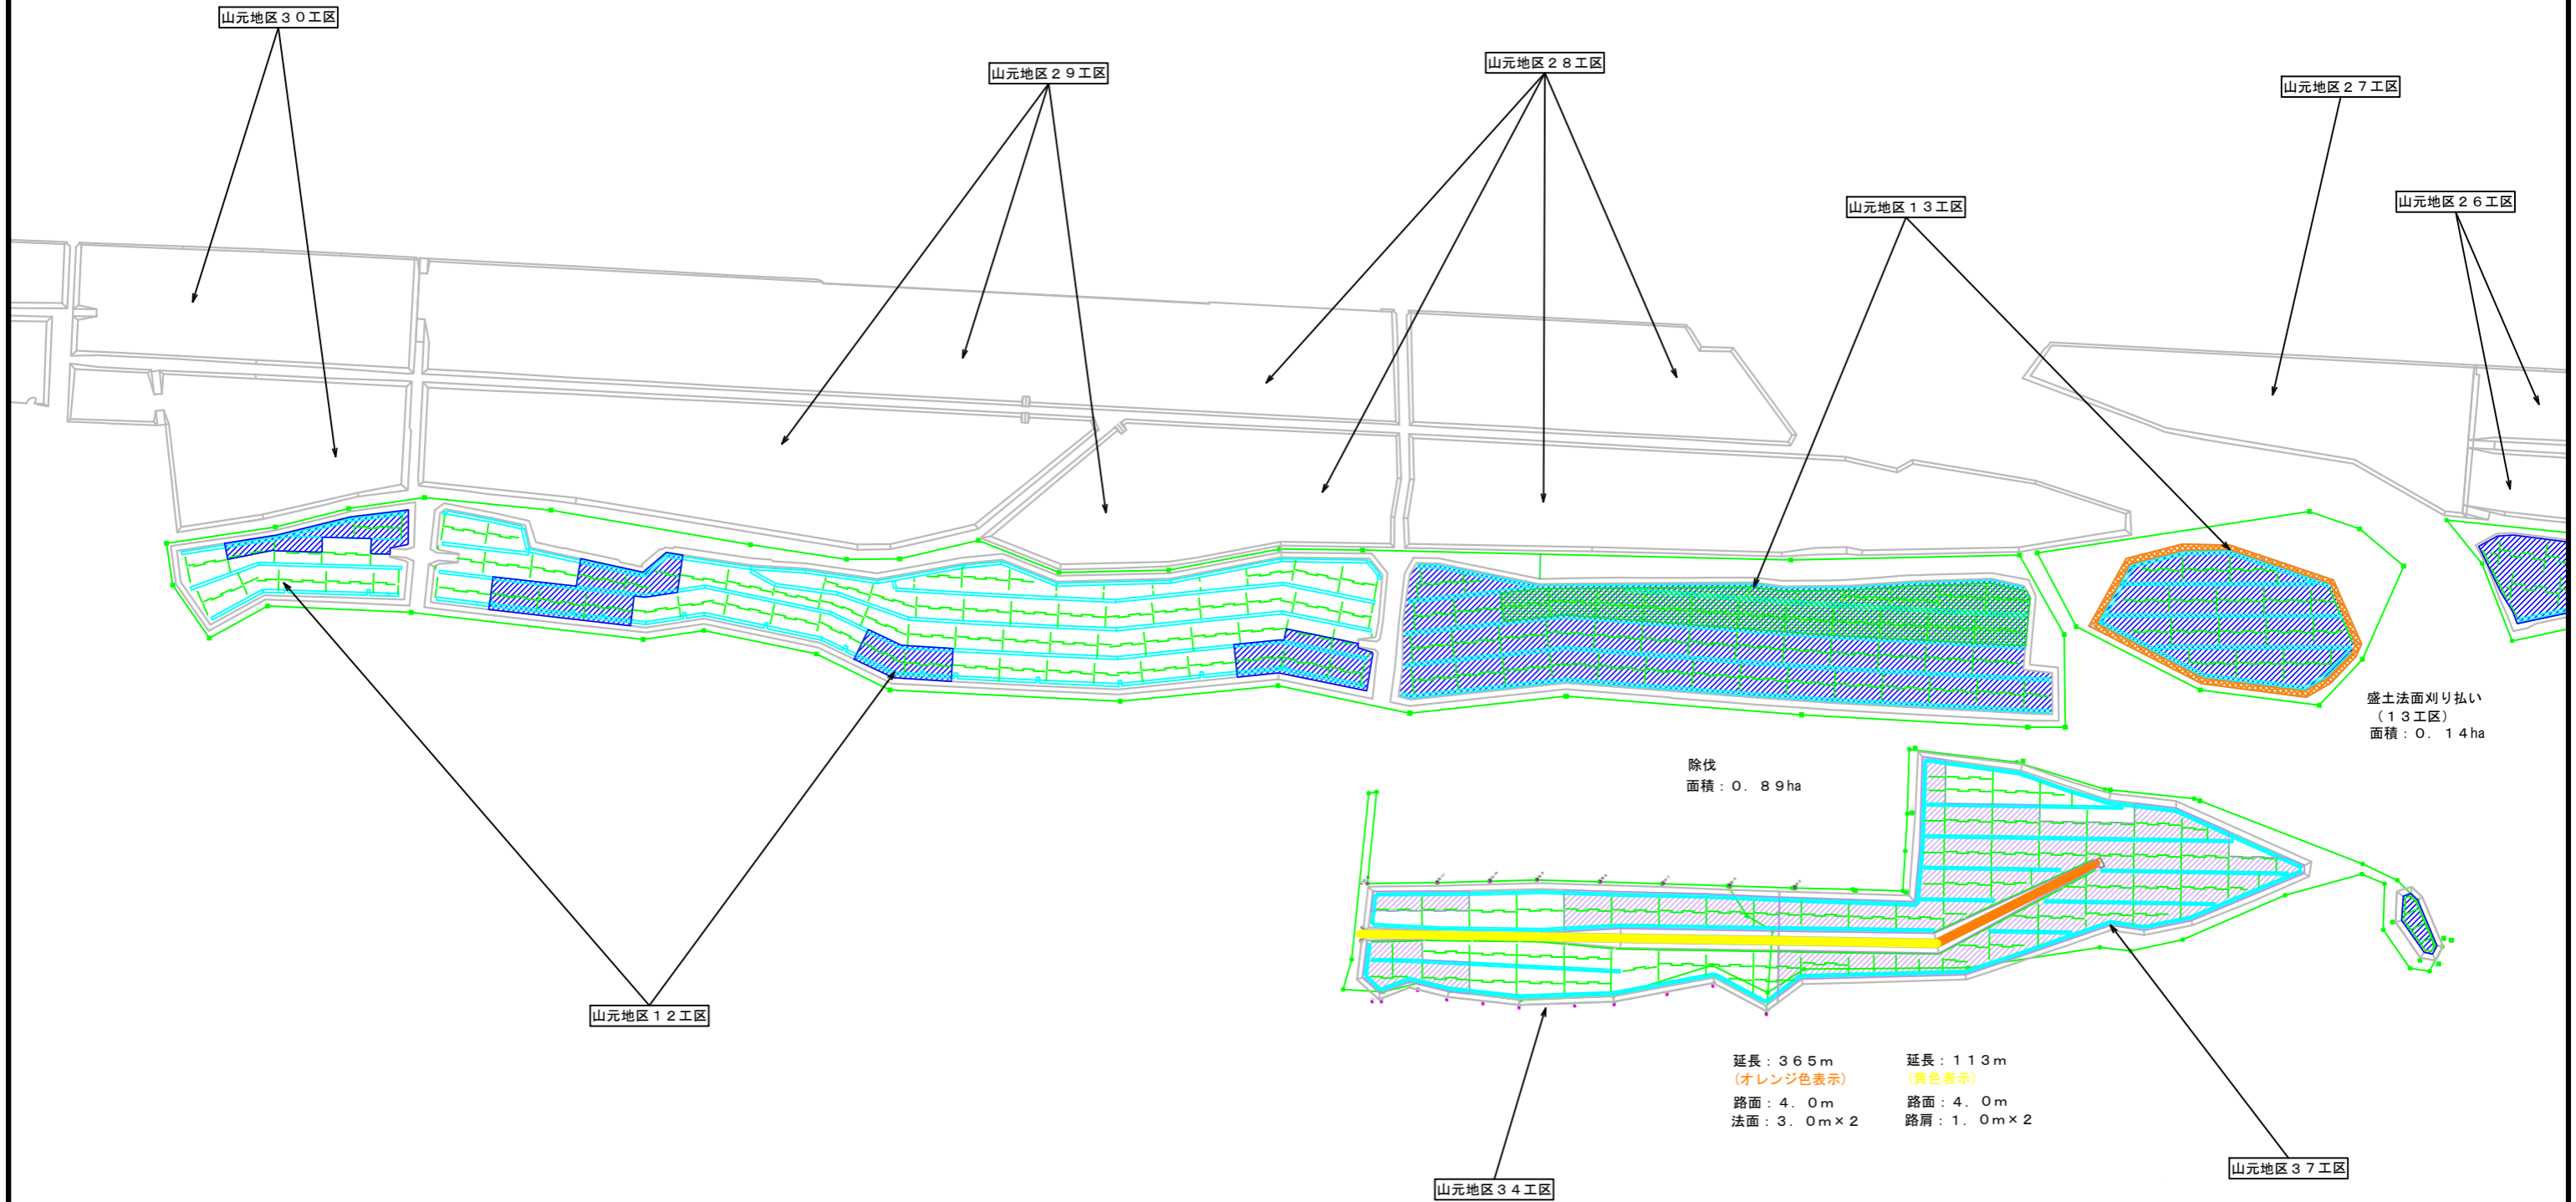 山元地区３０工区
山元地区２９工区
山元地区２８工区
山元地区２７工区
山元地区２６工区
山元地区１３工区
盛土法面刈り払い
（１３工区）
面積：０．１４ha
除伐
面積：０．８９ha
山元地区１２工区
延長：３６５ｍ
(オレンジ色表示)
路面：４．０ｍ
法面：３．０ｍ×２
延長：１１３ｍ
(黄色表示)
路面：４．０ｍ
路肩：１．０ｍ×２
山元地区３７工区
山元地区３４工区